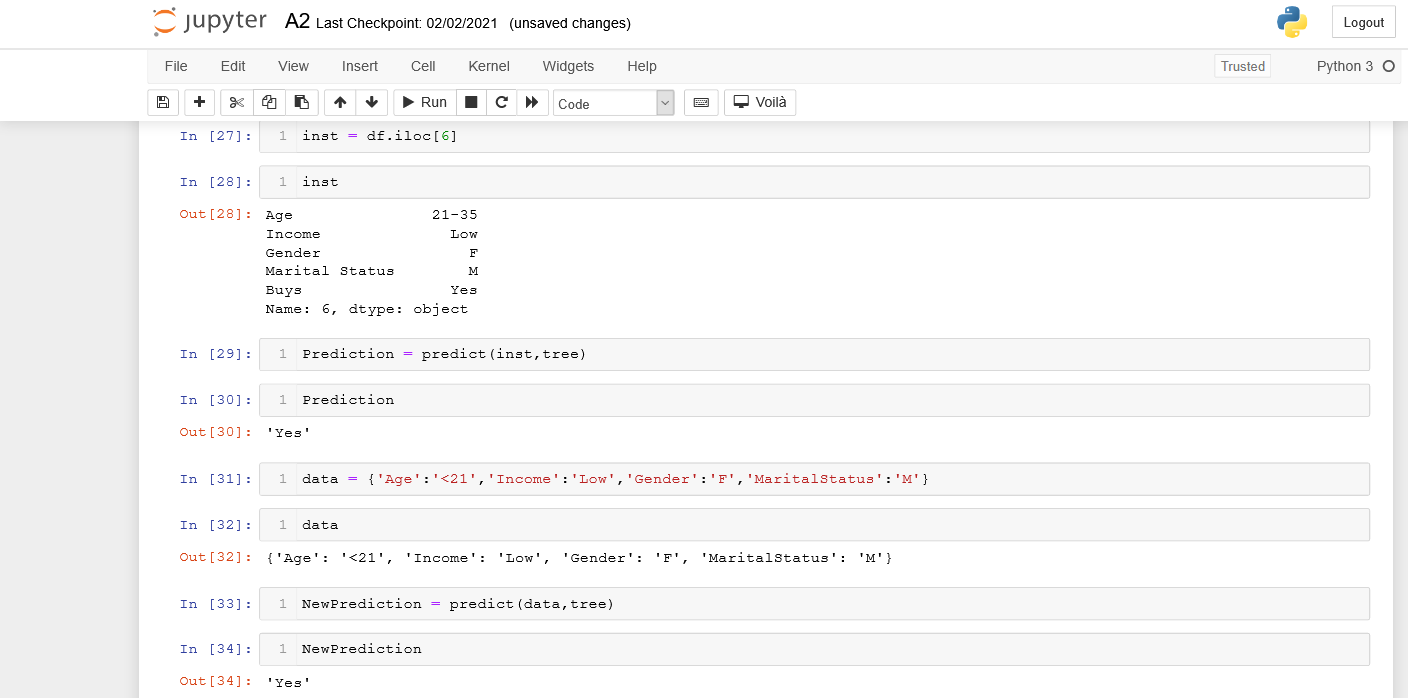 jupyter A2 Last Checkpoint: 02/02/2021 (unsaved changes) Logout
File Edit View Insert Cell Kernel Widgets Help Trusted Python 3
Run Code Voilà
In [27]: 1 inst = df.iloc[6]
In [28]: 1 inst
Out[28]: Age 21-35
Income Low
Gender F
Marital Status M
Buys Yes
Name: 6, dtype: object
In [29]: 1 Prediction = predict(inst,tree)
In [30]: 1 Prediction
Out[30]: 'Yes'
In [31]: 1 data = {'Age':'<21','Income':'Low','Gender':'F','MaritalStatus':'M'}
In [32]: 1 data
Out[32]: {'Age': '<21', 'Income': 'Low', 'Gender': 'F', 'MaritalStatus': 'M'}
In [33]: 1 NewPrediction = predict(data,tree)
In [34]: 1 NewPrediction
Out[34]: 'Yes'